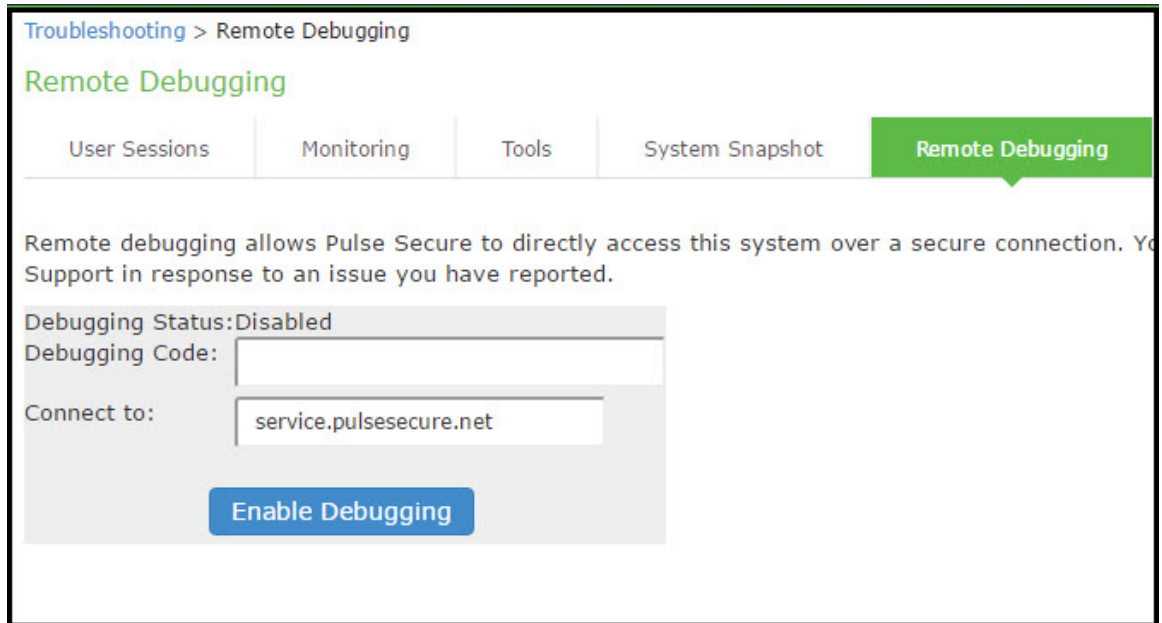 Troubleshooting > Remote Debugging
Remote Debugging
User Sessions Monitoring Tools System Snapshot Remote Debugging
Remote debugging allows Pulse Secure to directly access this system over a secure connection.
Support in response to an issue you have reported.
Debugging Status:Disabled
Debugging Code:
Connect to: service.pulsesecure.net
Enable Debugging